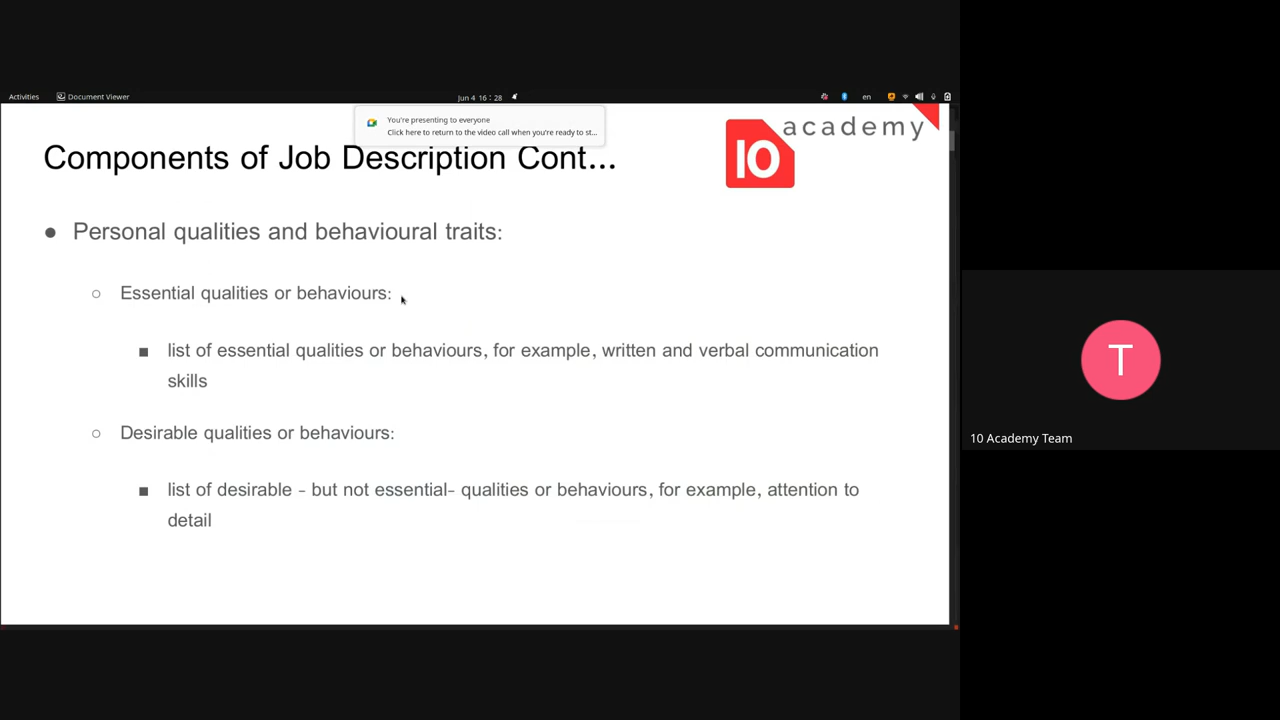 Activities
Document Viewer
Jun 4 16 : 28
en
You're presenting to everyone
Click here to return to the video call when you're ready to st...
Components of Job Description Cont...
10
academy
● Personal qualities and behavioural traits:
○ Essential qualities or behaviours:
■ list of essential qualities or behaviours, for example, written and verbal communication
skills
○ Desirable qualities or behaviours:
■ list of desirable - but not essential- qualities or behaviours, for example, attention to
detail
T
10 Academy Team